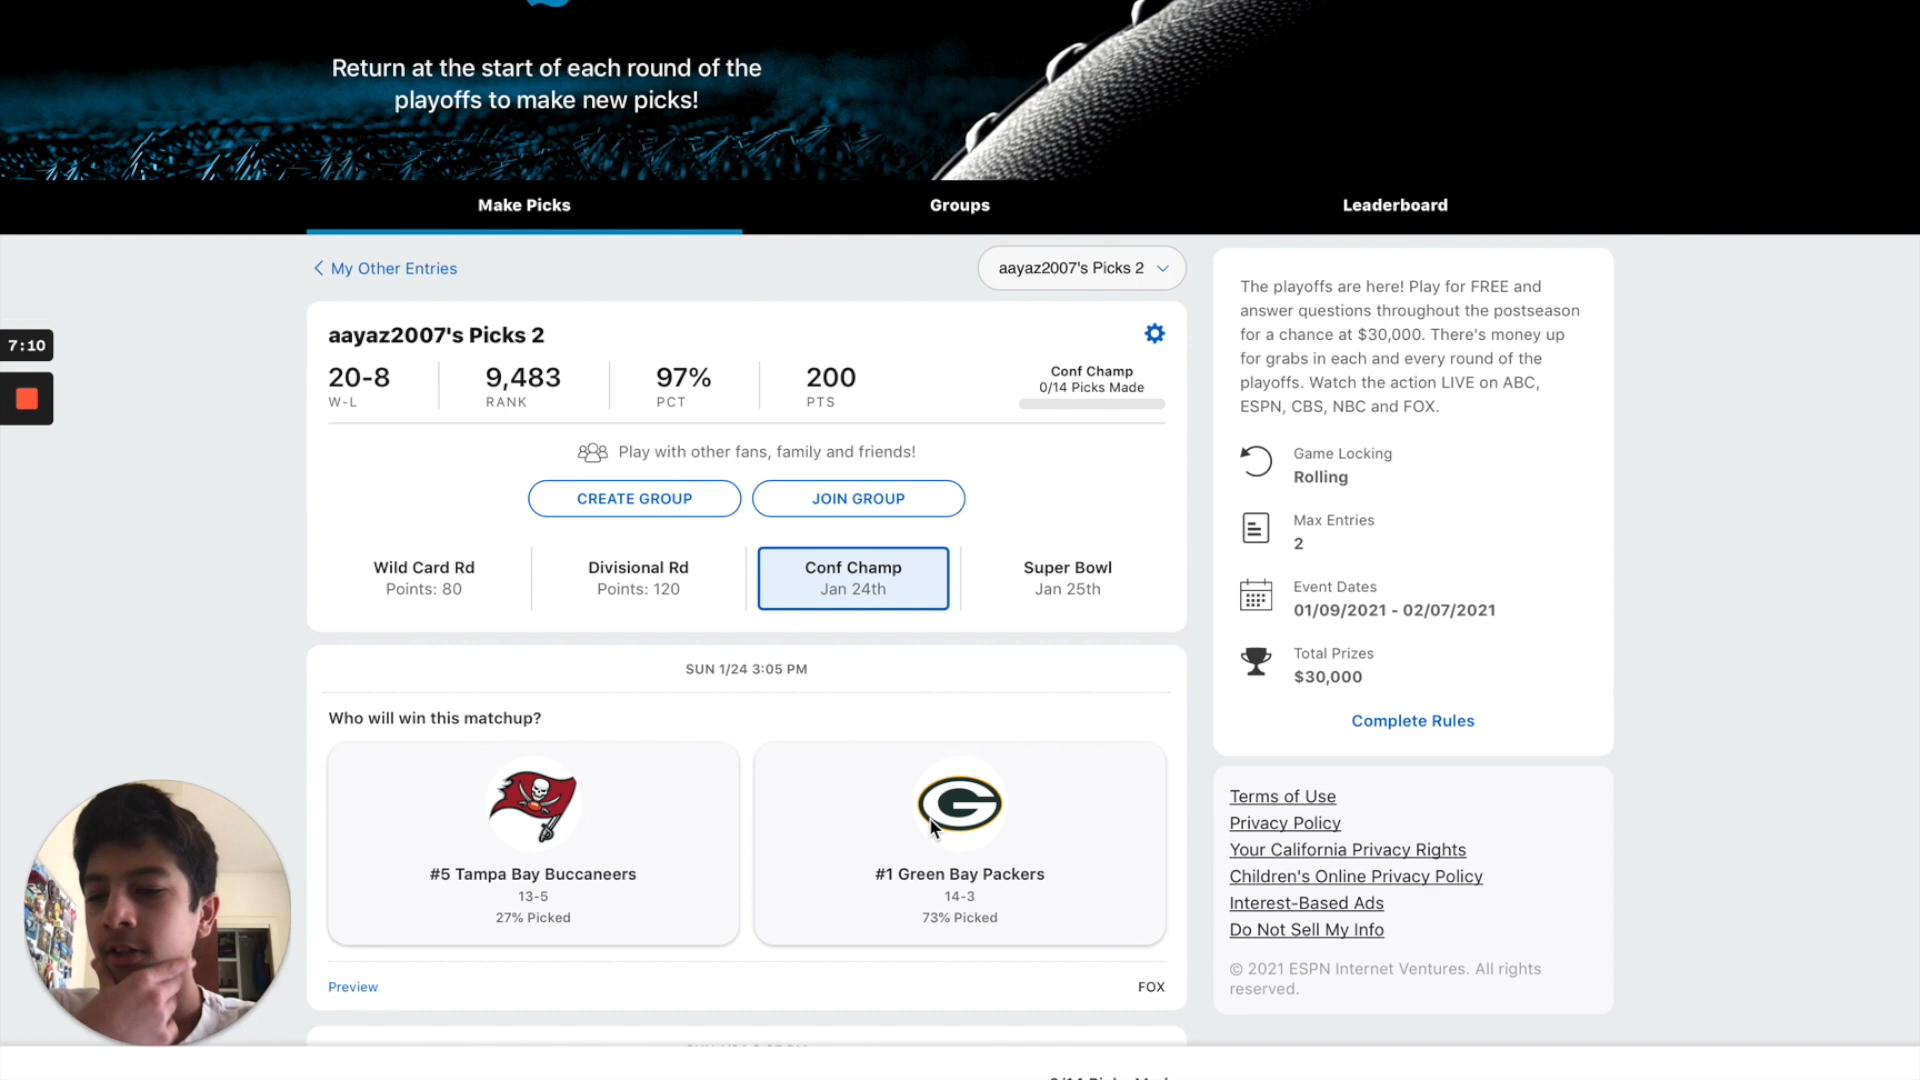 Return at the start of each round of the
playoffs to make new picks!
Make Picks
Groups
Leaderboard
My Other Entries
aayaz2007's Picks 2
7:10
aayaz2007's Picks 2
20-8
W-L
9,483
RANK
97%
PCT
200
PTS
Conf Champ
0/14 Picks Made
Play with other fans, family and friends!
CREATE GROUP
JOIN GROUP
Wild Card Rd
Points: 80
Divisional Rd
Points: 120
Conf Champ
Jan 24th
Super Bowl
Jan 25th
SUN 1/24 3:05 PM
Who will win this matchup?
#5 Tampa Bay Buccaneers
13-5
27% Picked
G
#1 Green Bay Packers
14-3
73% Picked
Preview
FOX
The playoffs are here! Play for FREE and
answer questions throughout the postseason
for a chance at $30,000. There's money up
for grabs in each and every round of the
playoffs. Watch the action LIVE on ABC,
ESPN, CBS, NBC and FOX.
Game Locking
Rolling
Max Entries
2
Event Dates
01/09/2021 - 02/07/2021
Total Prizes
$30,000
Complete Rules
Terms of Use
Privacy Policy
Your California Privacy Rights
Children's Online Privacy Policy
Interest-Based Ads
Do Not Sell My Info
© 2021 ESPN Internet Ventures. All rights
reserved.